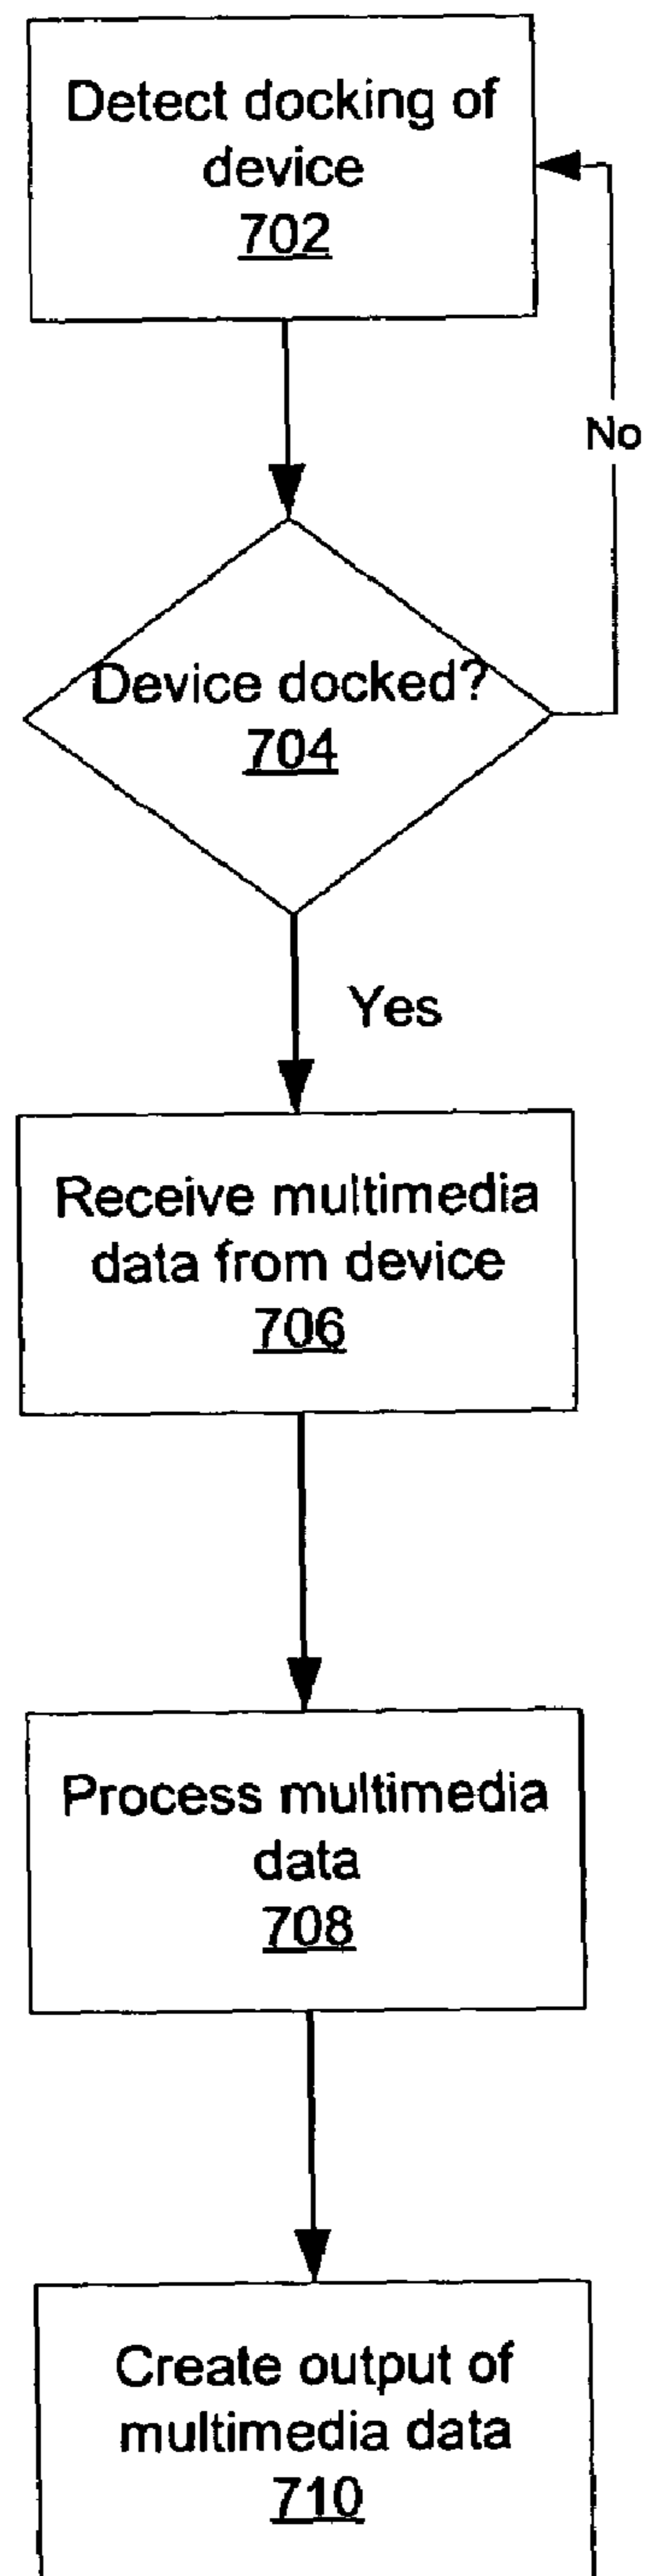 Detect docking of
device
702
No
Device docked?
704
Yes
Receive multimedia
data from device
706
Process multimedia
data
708
Create output of
multimedia data
710